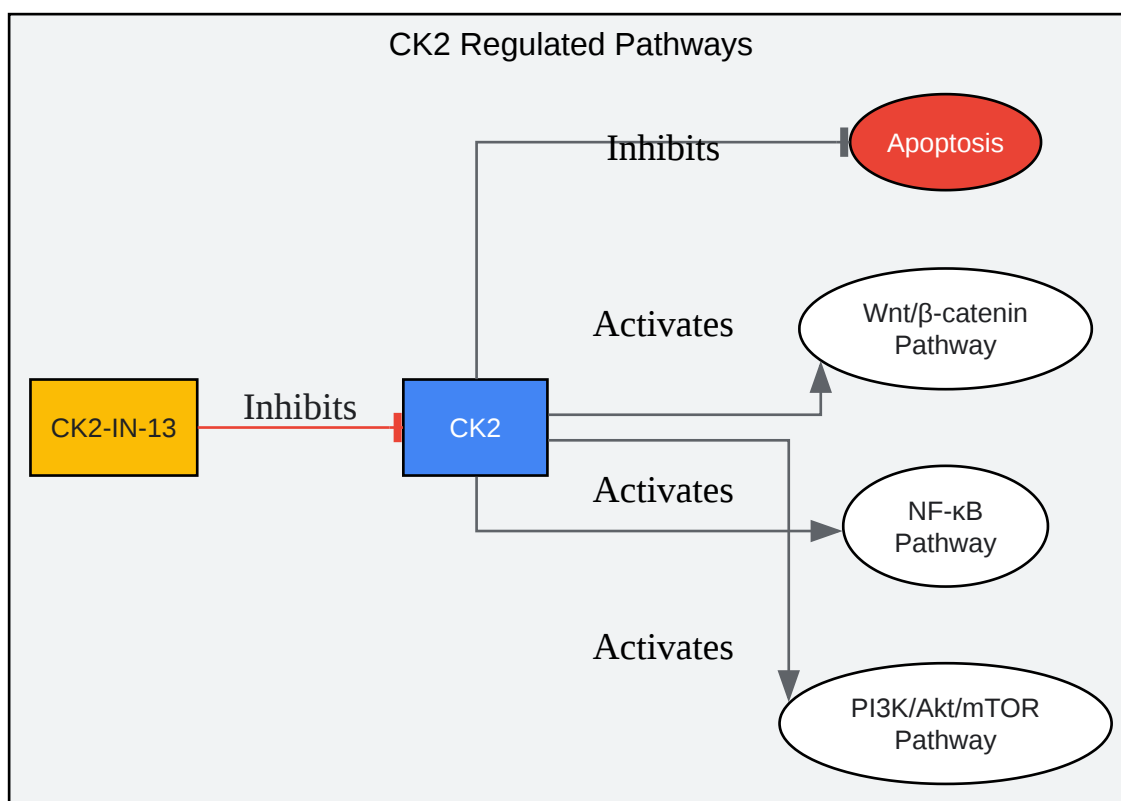 CK2 Regulated Pathways
Inhibits
Apoptosis
Activates
Wnt/β-catenin
Pathway
CK2-IN-13
Inhibits
CK2
Activates
NF-κB
Pathway
Activates
PI3K/Akt/mTOR
Pathway